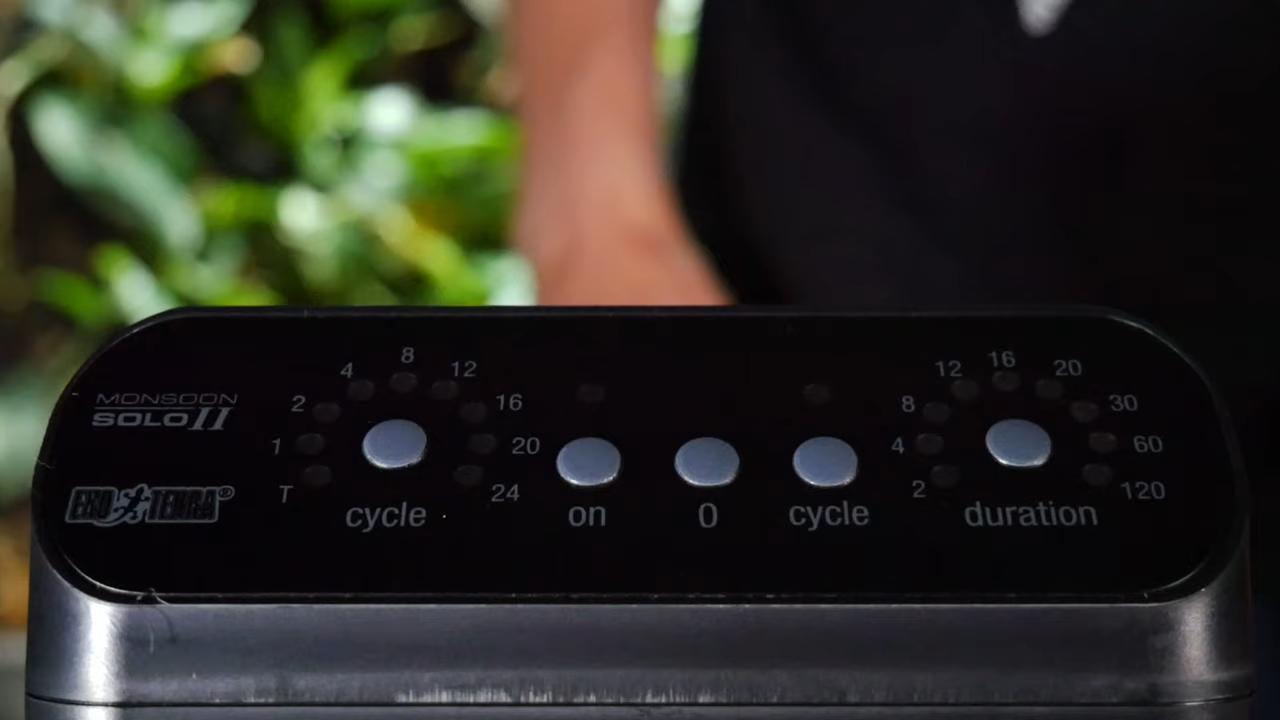 MONSOON
SOLO II
EXO TERRA®
T 1 2 4 8 12 16 20 24
cycle
on
0
cycle
2 4 8 12 16 20 30 60 120
duration